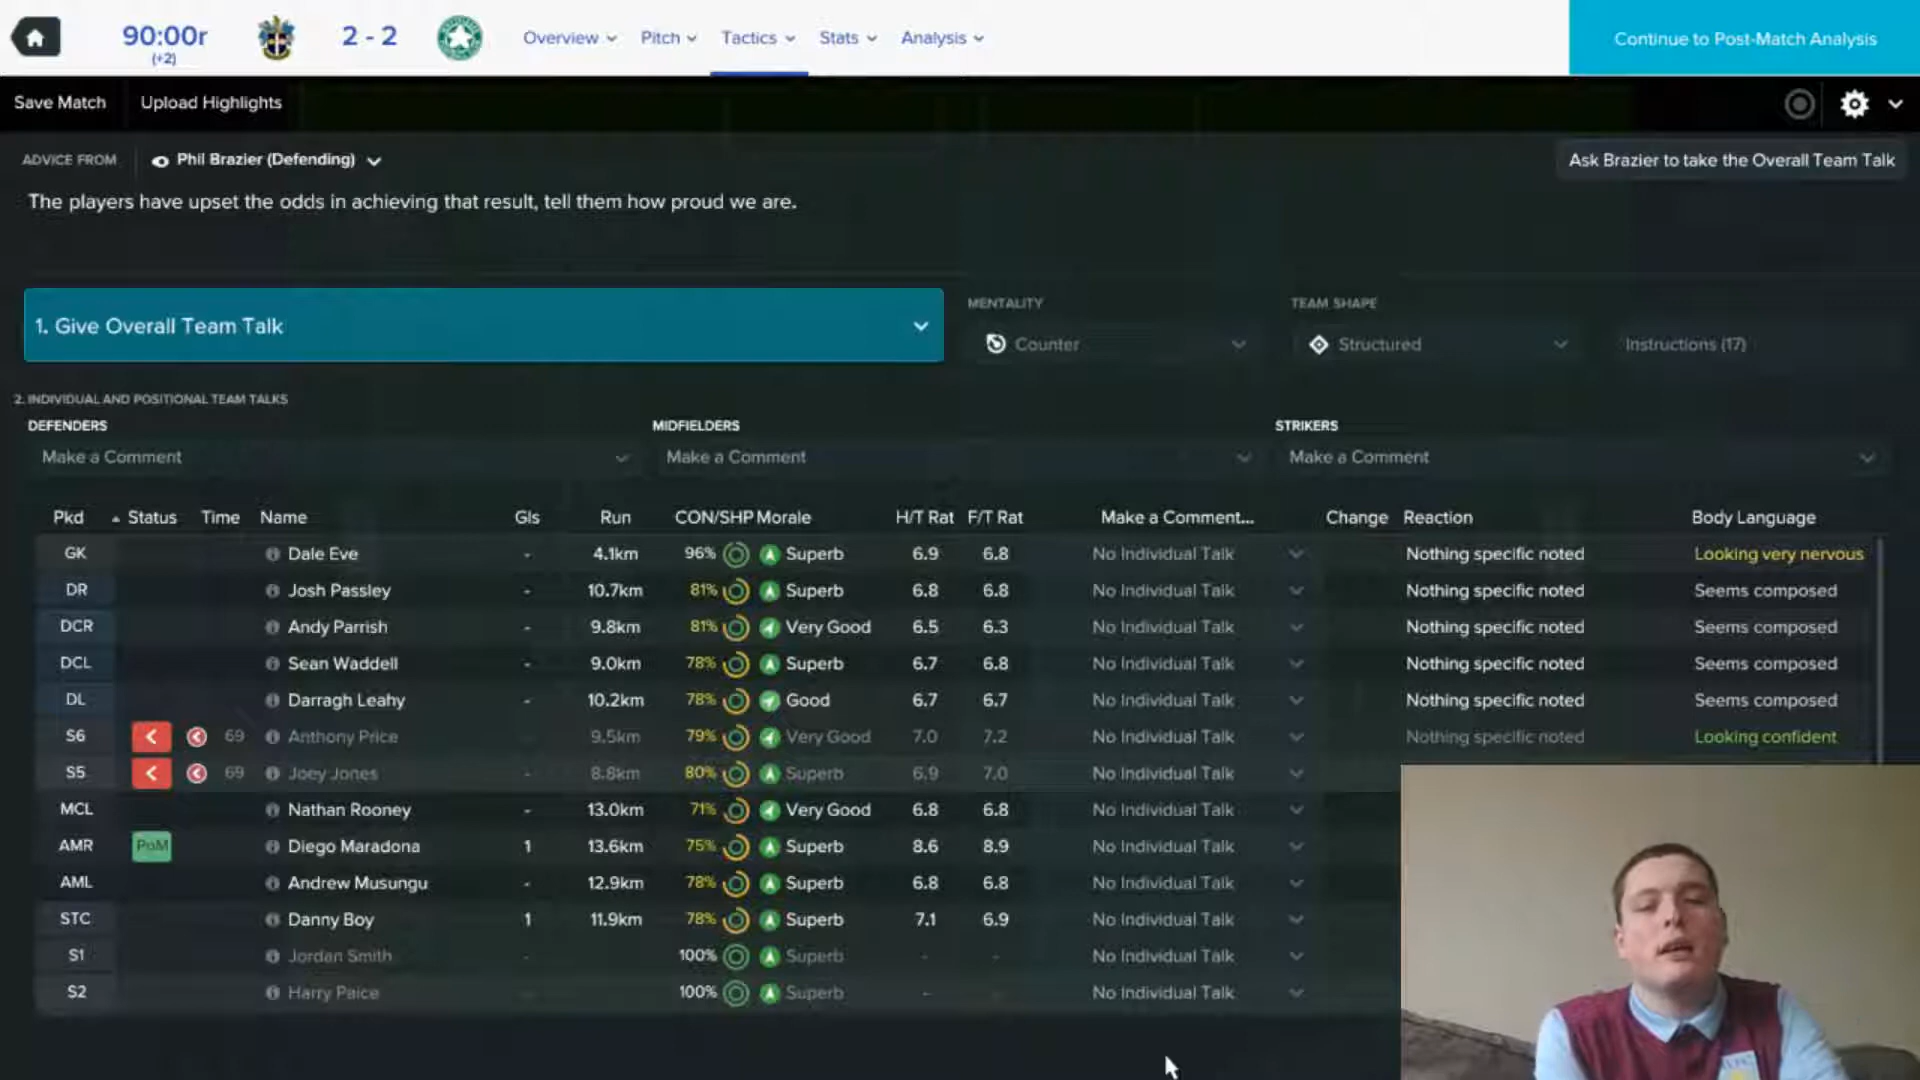 90:00r
(+2)
2 - 2
Overview
Pitch
Tactics
Stats
Analysis
Continue to Post-Match Analysis
Save Match
Upload Highlights
ADVICE FROM
Phil Brazier (Defending)
Ask Brazier to take the Overall Team Talk
The players have upset the odds in achieving that result, tell them how proud we are.
1. Give Overall Team Talk
MENTALITY
Counter
TEAM SHAPE
Structured
Instructions (17)
2. INDIVIDUAL AND POSITIONAL TEAM TALKS
DEFENDERS
MIDFIELDERS
STRIKERS
Make a Comment
Make a Comment
Make a Comment
Pkd Status Time Name Gls Run CON/SHP Morale H/T Rat F/T Rat Make a Comment... Change Reaction Body Language
GK Dale Eve - 4.1km 96% Superb 6.9 6.8 No Individual Talk Nothing specific noted Looking very nervous
DR Josh Passley - 10.7km 81% Superb 6.8 6.8 No Individual Talk Nothing specific noted Seems composed
DCR Andy Parrish - 9.8km 81% Very Good 6.5 6.3 No Individual Talk Nothing specific noted Seems composed
DCL Sean Waddell - 9.0km 78% Superb 6.7 6.8 No Individual Talk Nothing specific noted Seems composed
DL Darragh Leahy - 10.2km 78% Good 6.7 6.7 No Individual Talk Nothing specific noted Seems composed
S6 69 Anthony Price - 9.5km 79% Very Good 7.0 7.2 No Individual Talk Nothing specific noted Looking confident
S5 69 Joey Jones - 8.8km 80% Superb 6.9 7.0 No Individual Talk
MCL Nathan Rooney - 13.0km 71% Very Good 6.8 6.8 No Individual Talk
AMR PoM Diego Maradona 1 13.6km 75% Superb 8.6 8.9 No Individual Talk
AML Andrew Musungu - 12.9km 78% Superb 6.8 6.8 No Individual Talk
STC Danny Boy 1 11.9km 78% Superb 7.1 6.9 No Individual Talk
S1 Jordan Smith - 100% Superb - - No Individual Talk
S2 Harry Paice - 100% Superb - - No Individual Talk